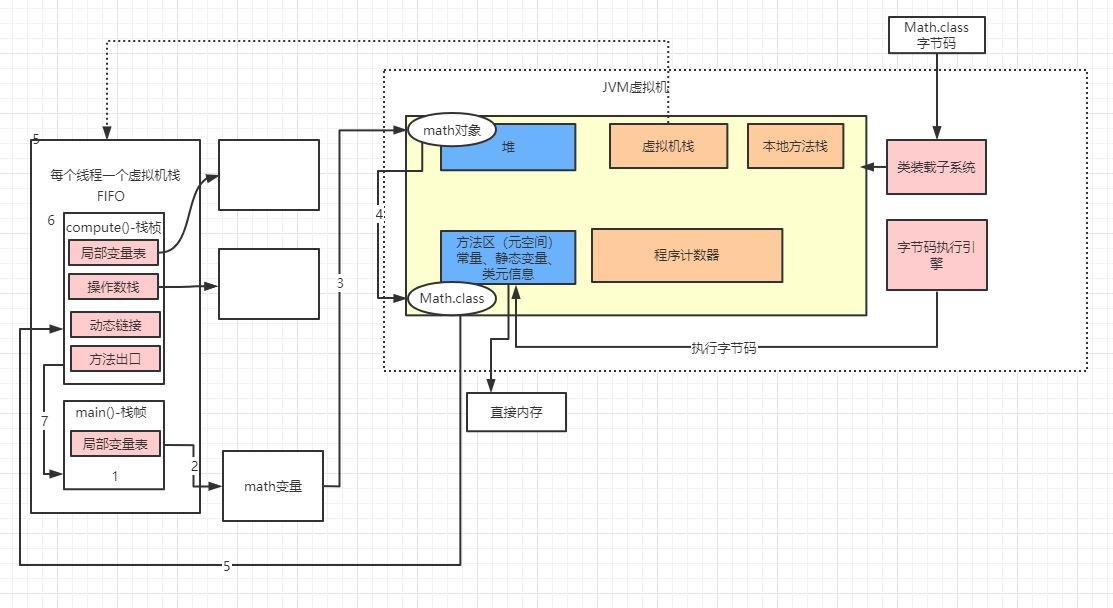 Math.class
字节码
JVM虚拟机
math对象
堆
虚拟机栈
本地方法栈
类装载子系统
5
每个线程一个虚拟机栈
FIFO
6
compute()-栈桢
局部变量表
操作数栈
动态链接
方法出口
7
main()-栈帧
局部变量表
1
2
math变量
3
4
方法区（元空间）
常量、静态变量、
类元信息
程序计数器
字节码执行引
擎
Math.class
执行字节码
直接内存
5